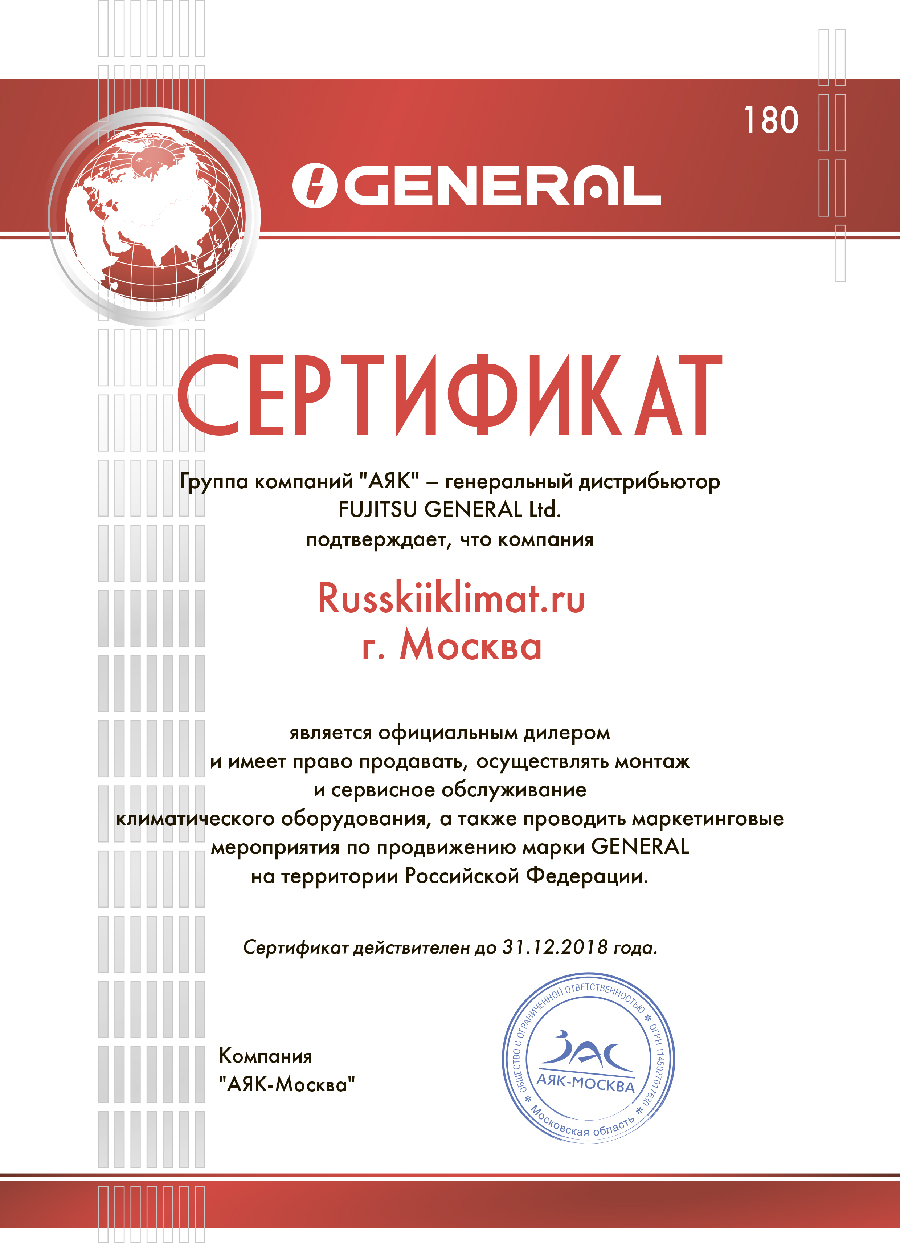 180
GENERAL
СЕРТИФИКАТ
Группа компаний "АЯК" – генеральный дистрибьютор
FUJITSU GENERAL Ltd.
подтверждает, что компания
Russkiiklimat.ru
г. Москва
является официальным дилером
и имеет право продавать, осуществлять монтаж
и сервисное обслуживание
климатического оборудования, а также проводить маркетинговые
мероприятия по продвижению марки GENERAL
на территории Российской Федерации.
Сертификат действителен до 31.12.2018 года.
Компания
"АЯК-Москва"
ОБЩЕСТВО С ОГРАНИЧЕННОЙ ОТВЕТСТВЕННОСТЬЮ * ОГРН
АЯК-МОСКВА
* Московская область *